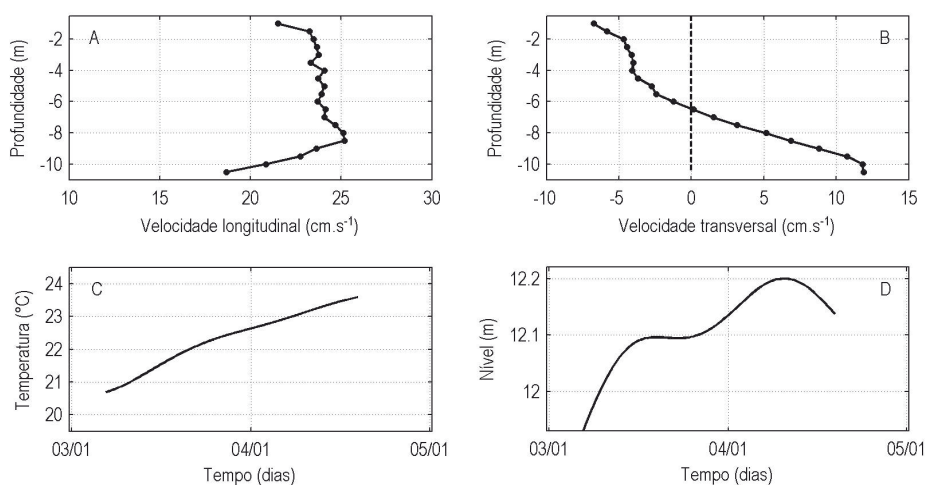 A
Profundidade (m)
-2
-4
-6
-8
-10
10
15
20
25
30
Velocidade longitudinal (cm.s⁻¹)
B
Profundidade (m)
-2
-4
-6
-8
-10
-10
-5
0
5
10
15
Velocidade transversal (cm.s⁻¹)
C
Temperatura (°C)
24
23
22
21
20
03/01
04/01
05/01
Tempo (dias)
D
Nível (m)
12.2
12.1
12
03/01
04/01
05/01
Tempo (dias)